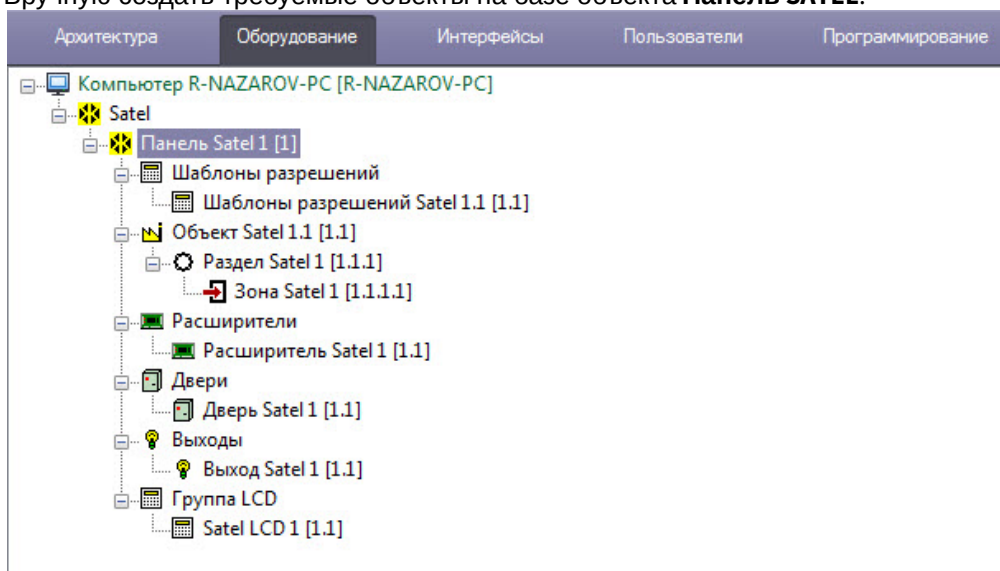 Вручную создать требуемые объекты на базе объекта Панель SATEL.
Архитектура Оборудование Интерфейсы Пользователи Программирование
Компьютер R-NAZAROV-PC [R-NAZAROV-PC]
Satel
Панель Satel 1 [1]
Шаблоны разрешений
Шаблоны разрешений Satel 1.1 [1.1]
Объект Satel 1.1 [1.1]
Раздел Satel 1 [1.1.1]
Зона Satel 1 [1.1.1.1]
Расширители
Расширитель Satel 1 [1.1]
Двери
Дверь Satel 1 [1.1]
Выходы
Выход Satel 1 [1.1]
Группа LCD
Satel LCD 1 [1.1]